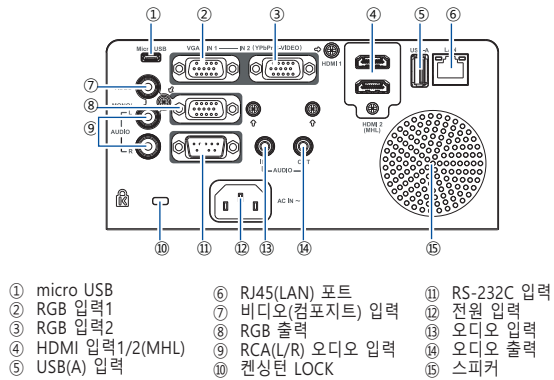 ① ② ③ ④ ⑤ ⑥
Micro USB
VGA IN 1 IN 2 (YPbPr VIDEO)
HDMI 1
LAN
⑦
⑧
HDMI 2
(MHL)
⑨
L
AUDIO
R
OUT
AUDIO
AC IN ~
K
⑩ ⑪ ⑫ ⑬ ⑭ ⑮
① micro USB
② RGB 입력1
③ RGB 입력2
④ HDMI 입력1/2(MHL)
⑤ USB(A) 입력
⑥ RJ45(LAN) 포트
⑦ 비디오(컴포지트) 입력
⑧ RGB 출력
⑨ RCA(L/R) 오디오 입력
⑩ 켄싱턴 LOCK
⑪ RS-232C 입력
⑫ 전원 입력
⑬ 오디오 입력
⑭ 오디오 출력
⑮ 스피커